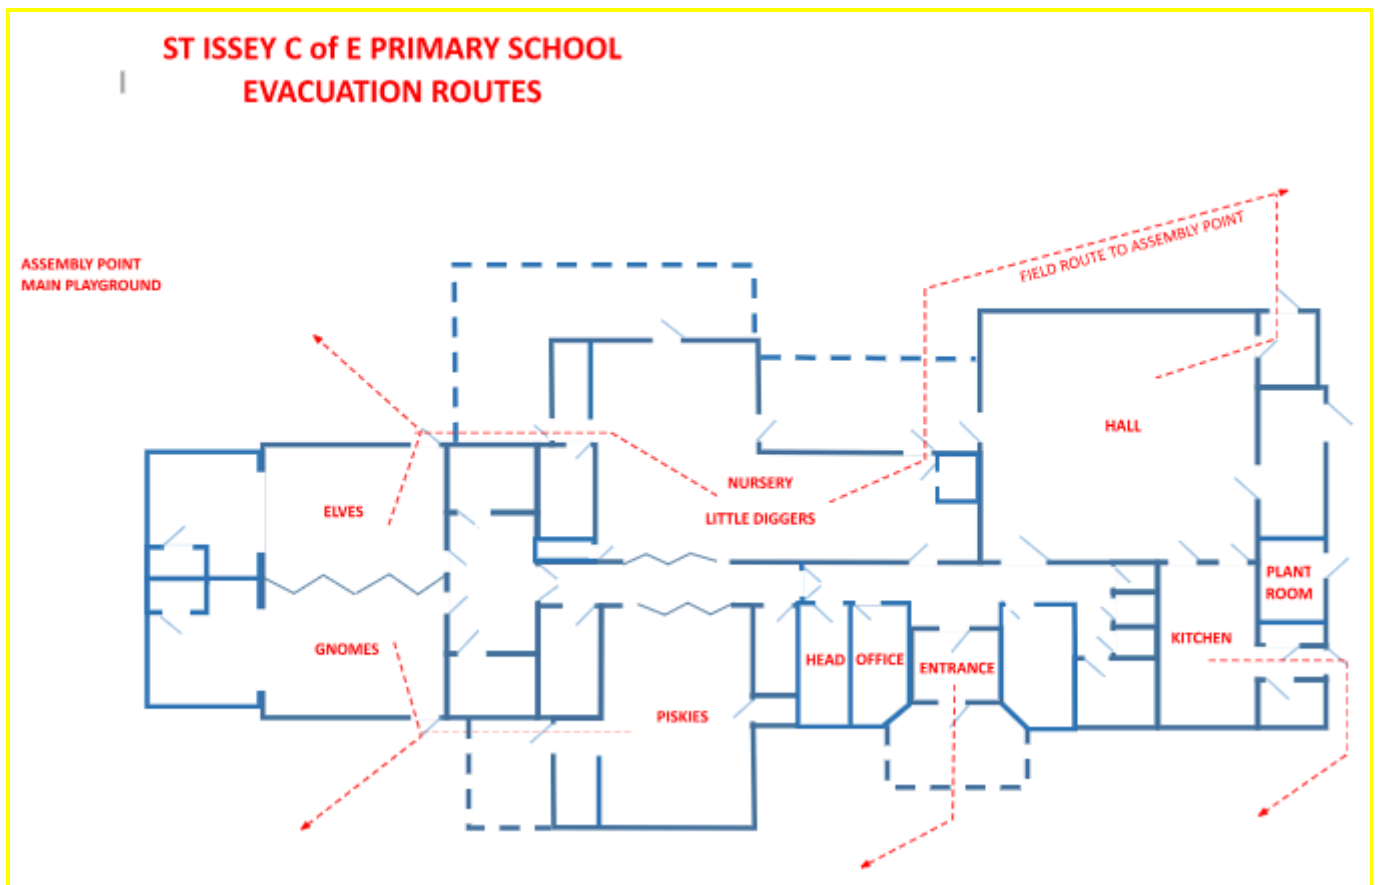 ST ISSEY C of E PRIMARY SCHOOL
EVACUATION ROUTES
ASSEMBLY POINT
MAIN PLAYGROUND
FIELD ROUTE TO ASSEMBLY POINT
HALL
NURSERY
LITTLE DIGGERS
ELVES
PLANT
ROOM
GNOMES
HEAD
OFFICE
ENTRANCE
KITCHEN
PISKIES